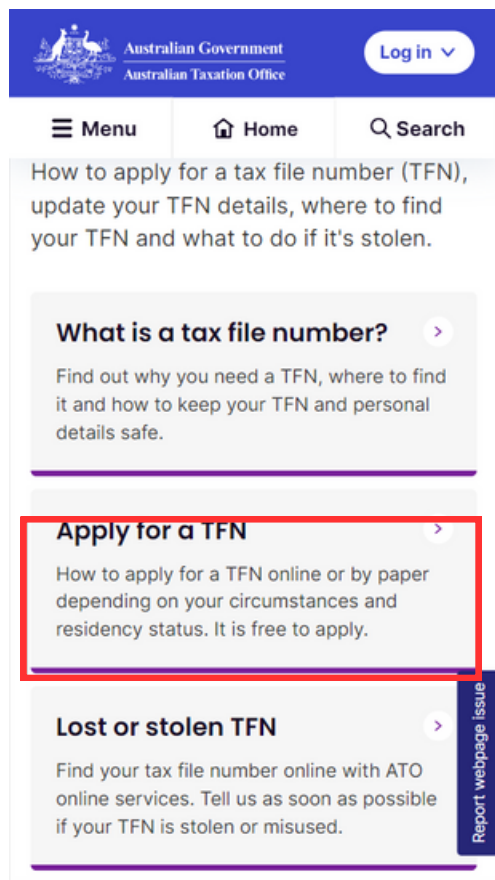 Australian Government
Australian Taxation Office
Log in
Menu
Home
Search
How to apply for a tax file number (TFN),
update your TFN details, where to find
your TFN and what to do if it's stolen.
What is a tax file number?
Find out why you need a TFN, where to find
it and how to keep your TFN and personal
details safe.
Apply for a TFN
How to apply for a TFN online or by paper
depending on your circumstances and
residency status. It is free to apply.
Lost or stolen TFN
Find your tax file number online with ATO
online services. Tell us as soon as possible
if your TFN is stolen or misused.
Report webpage issue